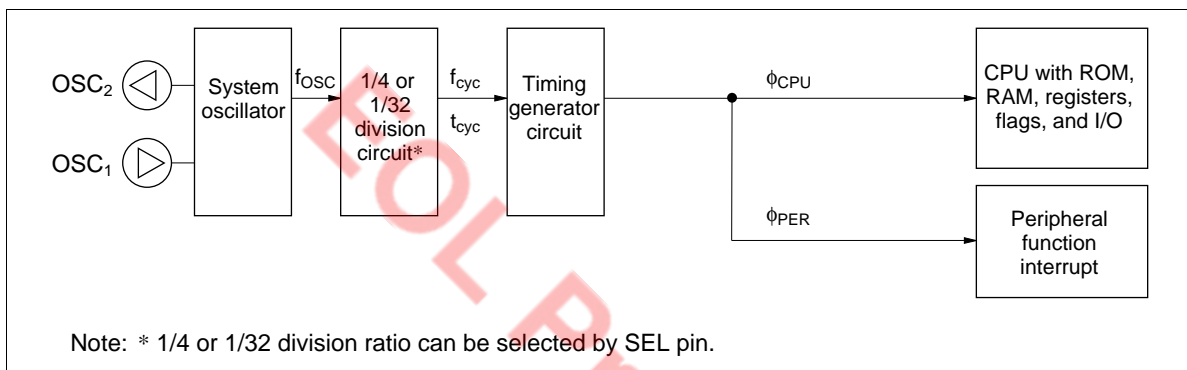 OSC₂
OSC₁
System
oscillator
fOSC
1/4 or
1/32
division
circuit*
fcyc
tcyc
Timing
generator
circuit
ϕCPU
ϕPER
CPU with ROM,
RAM, registers,
flags, and I/O
Peripheral
function
interrupt
EOL Pr
Note: * 1/4 or 1/32 division ratio can be selected by SEL pin.